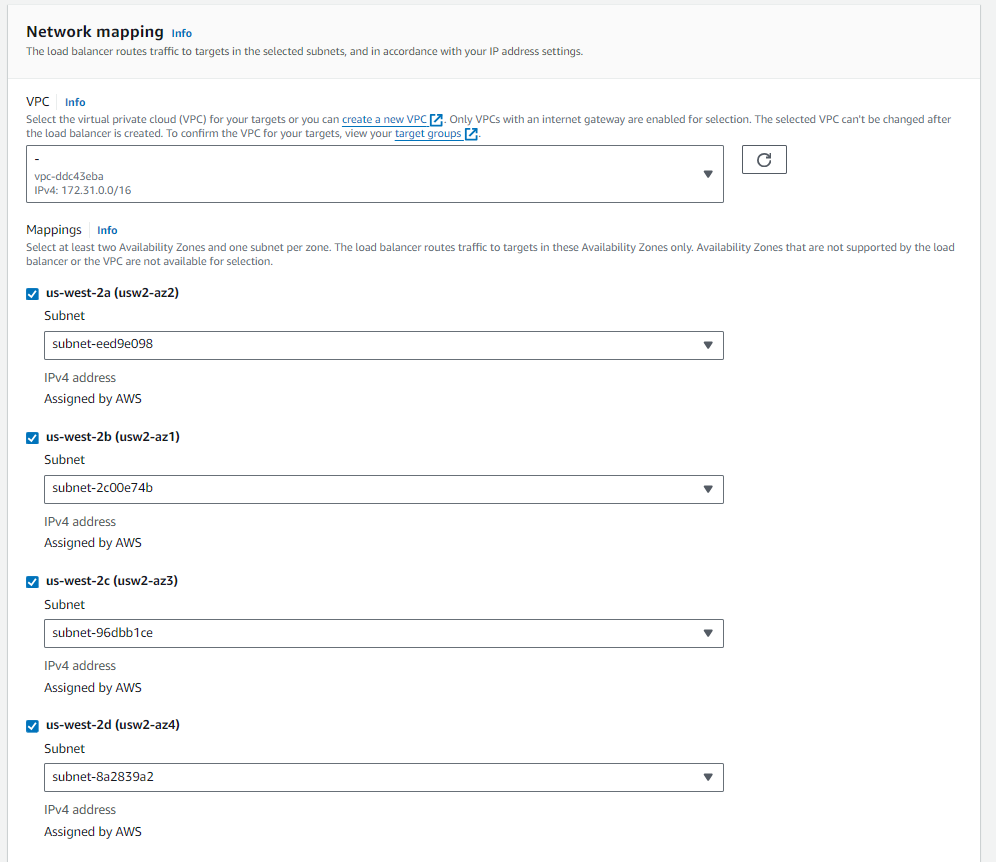 Network mapping Info
The load balancer routes traffic to targets in the selected subnets, and in accordance with your IP address settings.
VPC Info
Select the virtual private cloud (VPC) for your targets or you can create a new VPC. Only VPCs with an internet gateway are enabled for selection. The selected VPC can't be changed after
the load balancer is created. To confirm the VPC for your targets, view your target groups.
-
vpc-ddc43eba
IPv4: 172.31.0.0/16
Mappings Info
Select at least two Availability Zones and one subnet per zone. The load balancer routes traffic to targets in these Availability Zones only. Availability Zones that are not supported by the load
balancer or the VPC are not available for selection.
us-west-2a (usw2-az2)
Subnet
subnet-eed9e098
IPv4 address
Assigned by AWS
us-west-2b (usw2-az1)
Subnet
subnet-2c00e74b
IPv4 address
Assigned by AWS
us-west-2c (usw2-az3)
Subnet
subnet-96dbb1ce
IPv4 address
Assigned by AWS
us-west-2d (usw2-az4)
Subnet
subnet-8a2839a2
IPv4 address
Assigned by AWS